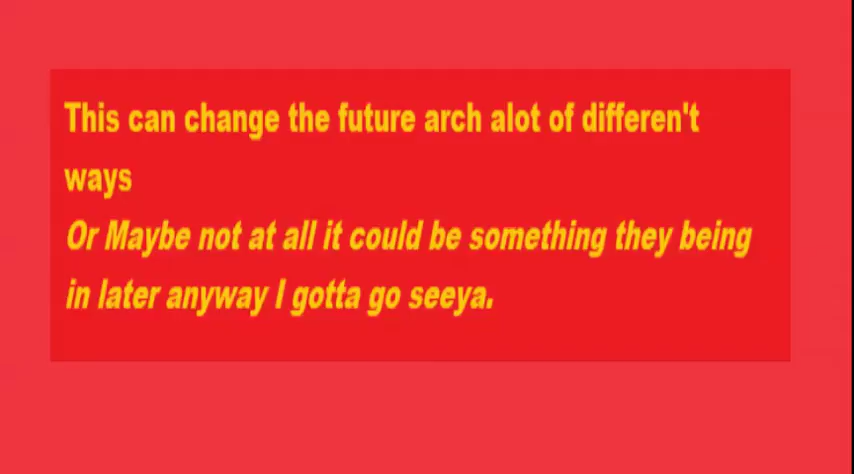 This can change the future arch alot of differen't
ways
Or Maybe not at all it could be something they being
in later anyway I gotta go seeya.